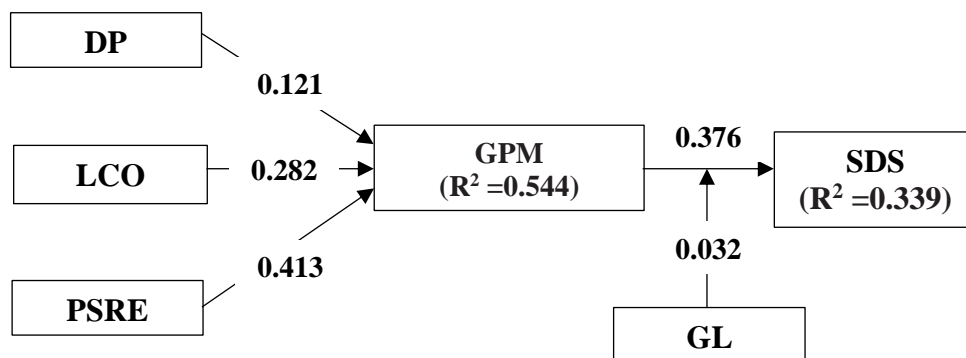 DP
0.121
LCO
0.282
PSRE
0.413
GPM
(R² =0.544)
0.376
SDS
(R² =0.339)
0.032
GL